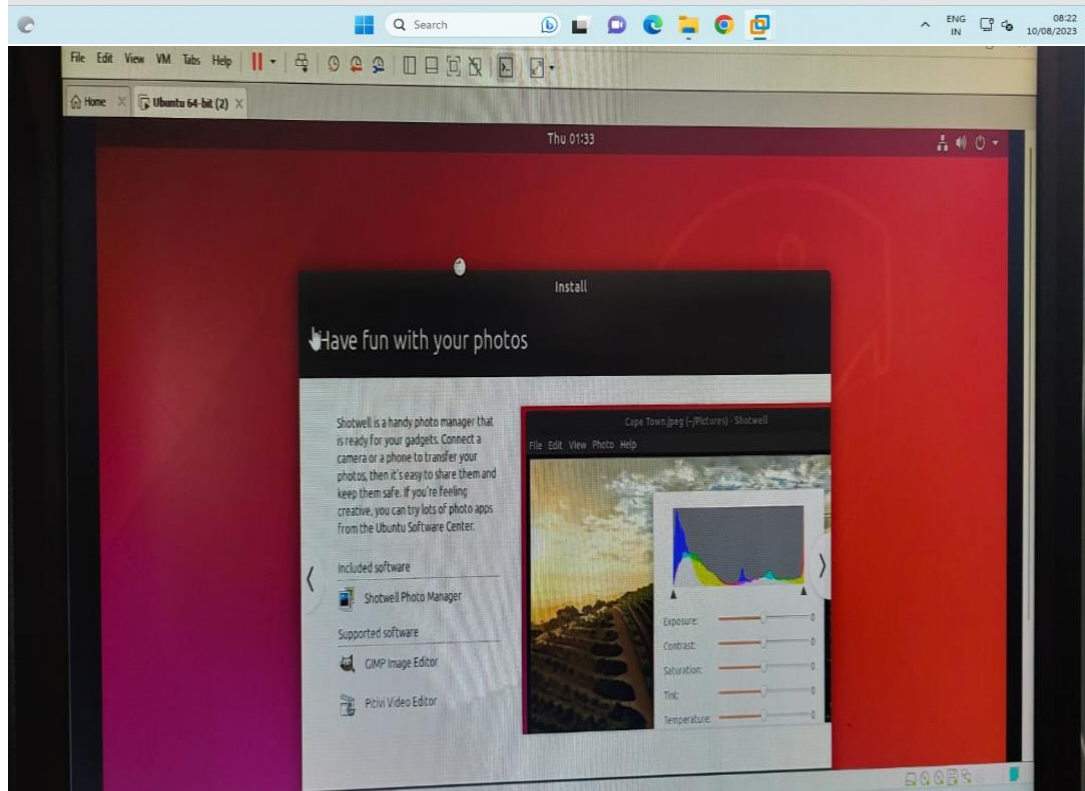 Search
ENG
IN
08:22
10/08/2023
File Edit View VM Tabs Help
Home
Ubuntu 64-bit (2)
Thu 01:33
Install
Have fun with your photos
Shotwell is a handy photo manager that
is ready for your gadgets. Connect a
camera or a phone to transfer your
photos, then it's easy to share them and
keep them safe. If you're feeling
creative, you can try lots of photo apps
from the Ubuntu Software Center.
Included software
Shotwell Photo Manager
Supported software
GIMP Image Editor
Pitivi Video Editor
Cape Town.jpeg (~/Pictures) - Shotwell
File Edit View Photo Help
Exposure: 0
Contrast: 0
Saturation: 0
Tint: 0
Temperature: 0